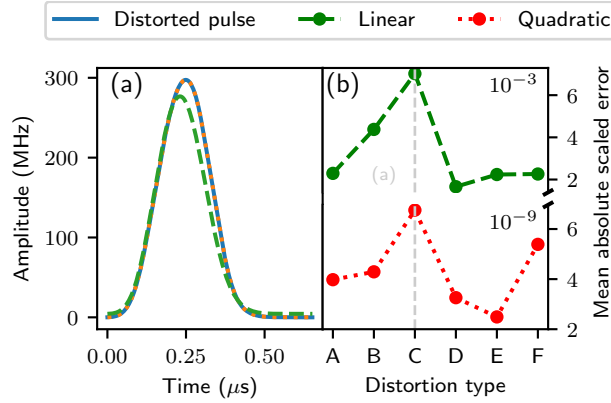 Distorted pulse Linear Quadratic
(a) (b)
10⁻³
(a)
10⁻⁹
Amplitude (MHz)
300
200
100
0
0.00 0.25 0.50
Time (μs)
A B C D E F
Distortion type
6
4
2
6
4
2
Mean absolute scaled error